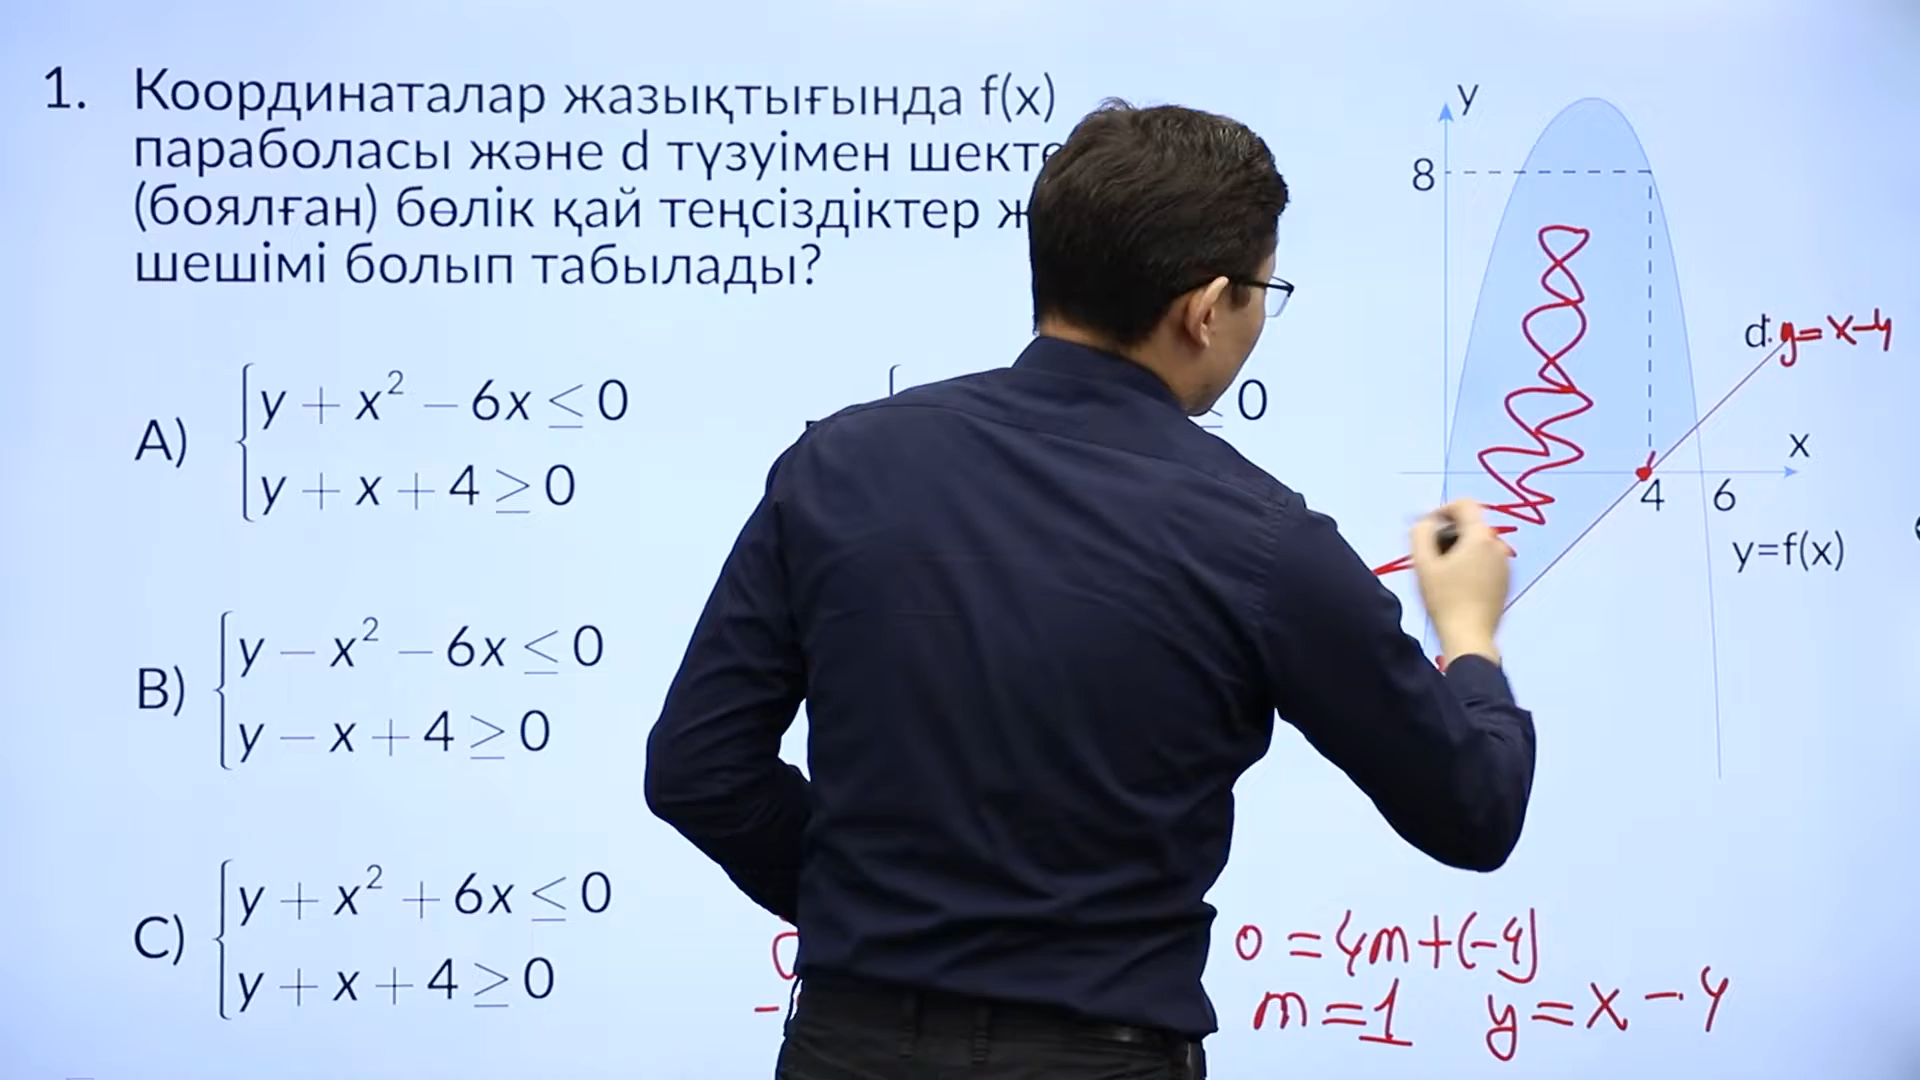 1. Координаталар жазықтығында f(x)
параболасы және d түзуімен
(боялған) бөлік қай теңсіздіктер
шешімі болып табылады?
A) y + x² – 6x ≤ 0
y + x + 4 ≥ 0
≤ 0
B) y – x² – 6x ≤ 0
y – x + 4 ≥ 0
C) y + x² + 6x ≤ 0
y + x + 4 ≥ 0
y
8
d: y = x–4
x
4 6
y=f(x)
0 = 4m+(-4)
m = 1 y = x – 4